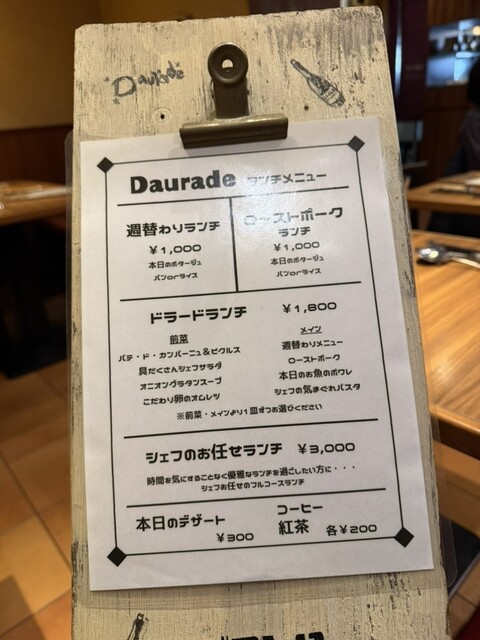 Daurade
Daurade ランチメニュー
週替わりランチ
¥1,000
本日のポタージュ
パンorライス
ローストポーク
ランチ
¥1,000
本日のポタージュ
パンorライス
ドラードランチ ¥1,800
前菜
パテ・ド・カンパーニュ&ピクルス
具だくさんシェフサラダ
オニオングラタンスープ
こだわり卵のオムレツ
メイン
週替わりメニュー
ローストポーク
本日のお魚のポワレ
シェフの気まぐれパスタ
※前菜・メインより1皿ずつお選びください
シェフのお任せランチ ¥3,000
時間を気にすることなく優雅なランチを過ごしたい方に・・・
シェフお任せのフルコースランチ
本日のデザート
¥300
コーヒー
紅茶 各¥200